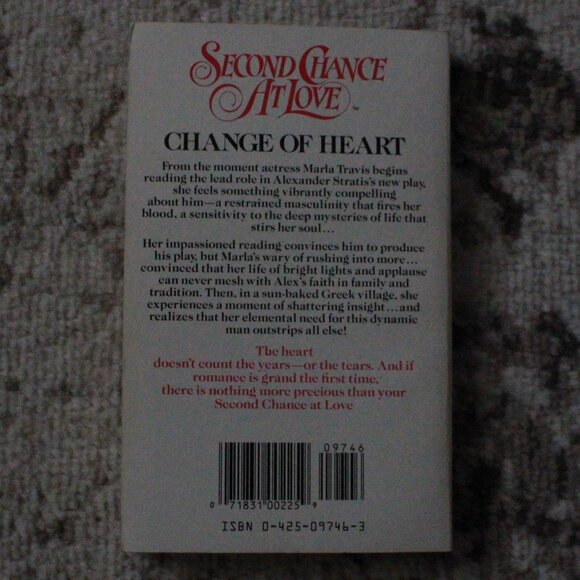 SECOND CHANCE
AT LOVE™
CHANGE OF HEART
From the moment actress Marla Travis begins
reading the lead role in Alexander Stratis's new play,
she feels something vibrantly compelling
about him—a restrained masculinity that fires her
blood, a sensitivity to the deep mysteries of life that
stirs her soul...
Her impassioned reading convinces him to produce
his play, but Marla's wary of rushing into more...
convinced that her life of bright lights and applause
can never mesh with Alex's faith in family and
tradition. Then, in a sun-baked Greek village, she
experiences a moment of shattering insight...and
realizes that her elemental need for this dynamic
man outstrips all else!
The heart
doesn't count the years—or the tears. And if
romance is grand the first time,
there is nothing more precious than your
Second Chance at Love
09746
0 71831 00225 9
ISBN 0-425-09746-3